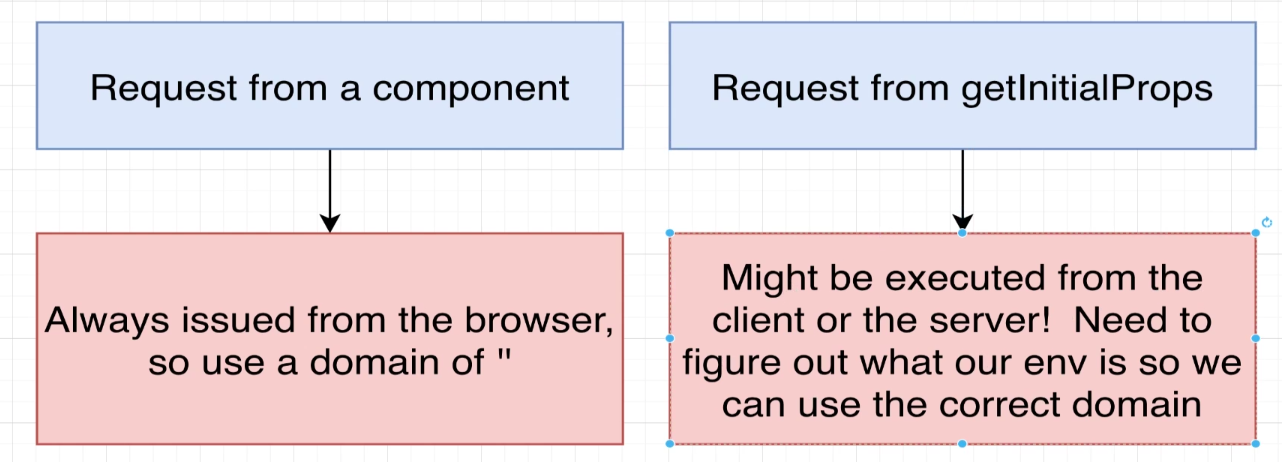 Request from a component
Request from getInitialProps
Always issued from the browser,
so use a domain of ''
Might be executed from the
client or the server!  Need to
figure out what our env is so we
can use the correct domain